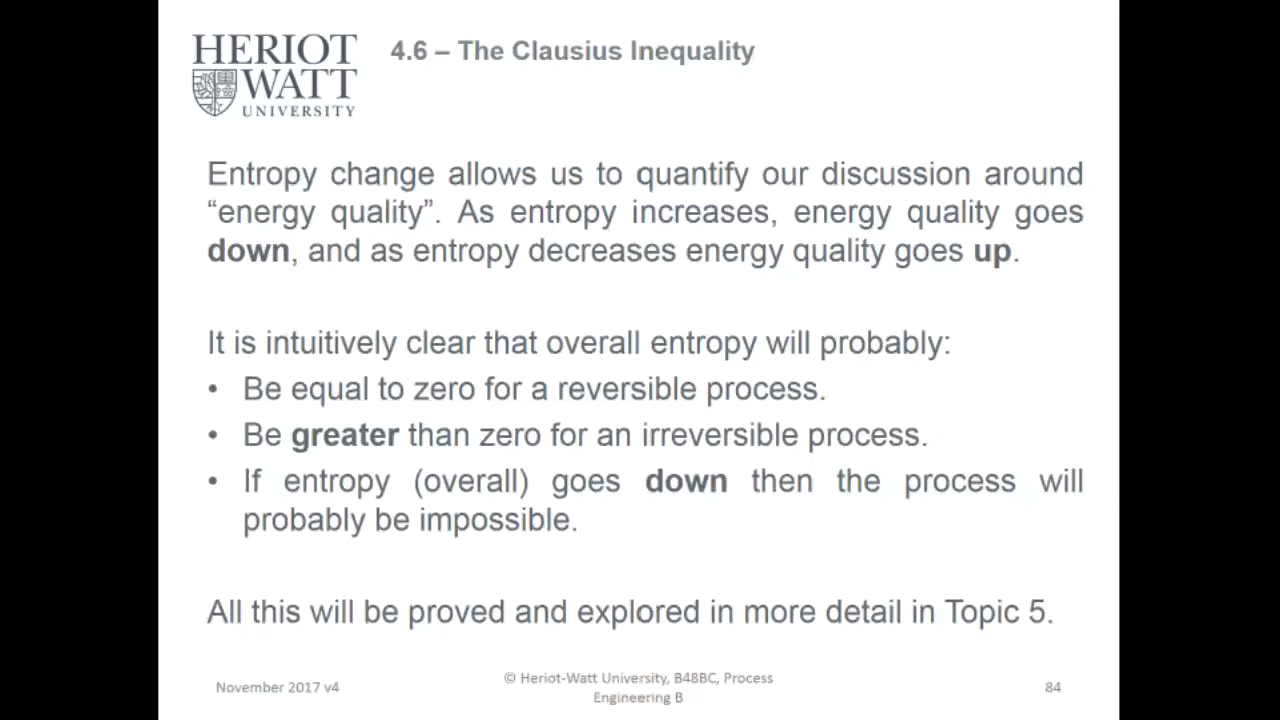 HERIOT
WATT
UNIVERSITY
4.6 – The Clausius Inequality
Entropy change allows us to quantify our discussion around
“energy quality”. As entropy increases, energy quality goes
down, and as entropy decreases energy quality goes up.
It is intuitively clear that overall entropy will probably:
• Be equal to zero for a reversible process.
• Be greater than zero for an irreversible process.
• If entropy (overall) goes down then the process will
probably be impossible.
All this will be proved and explored in more detail in Topic 5.
November 2017 v4
© Heriot-Watt University, B48BC, Process
Engineering B
84